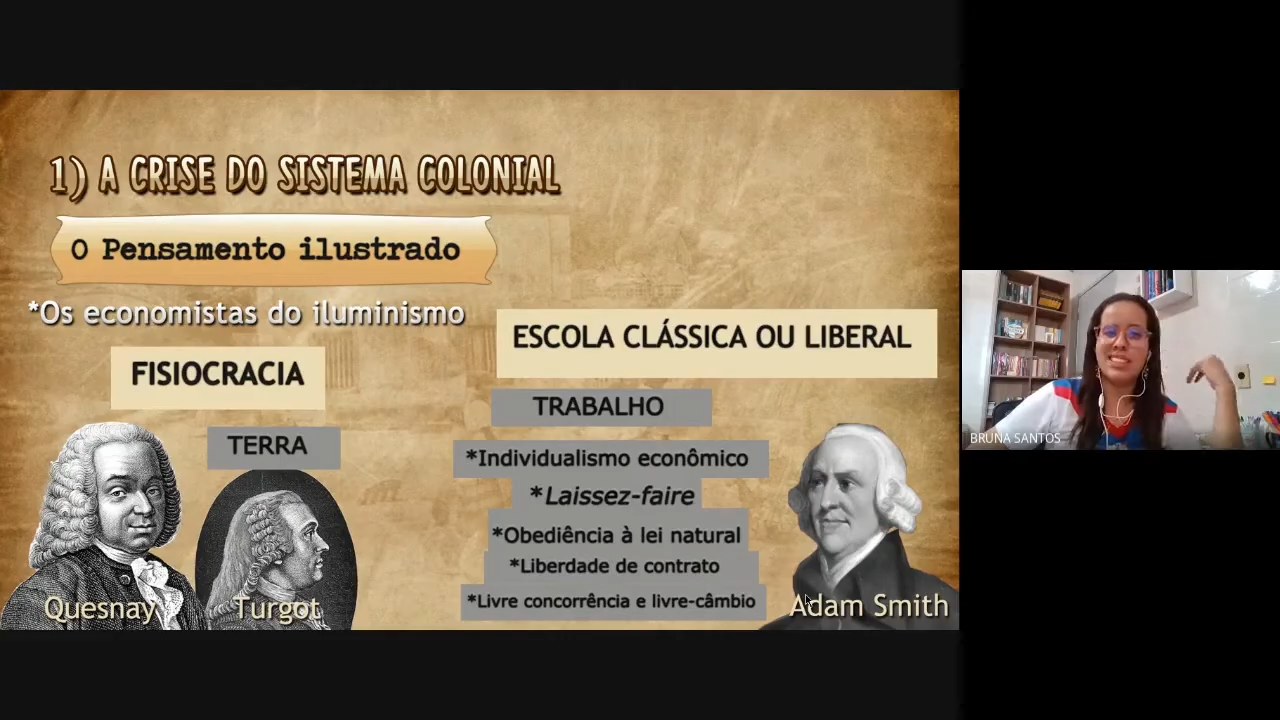 1) A CRISE DO SISTEMA COLONIAL
O Pensamento ilustrado
*Os economistas do iluminismo
FISIOCRACIA
TERRA
Quesnay
Turgot
ESCOLA CLÁSSICA OU LIBERAL
TRABALHO
*Individualismo econômico
*Laissez-faire
*Obediência à lei natural
*Liberdade de contrato
*Livre concorrência e livre-câmbio
Adam Smith
BRUNA SANTOS